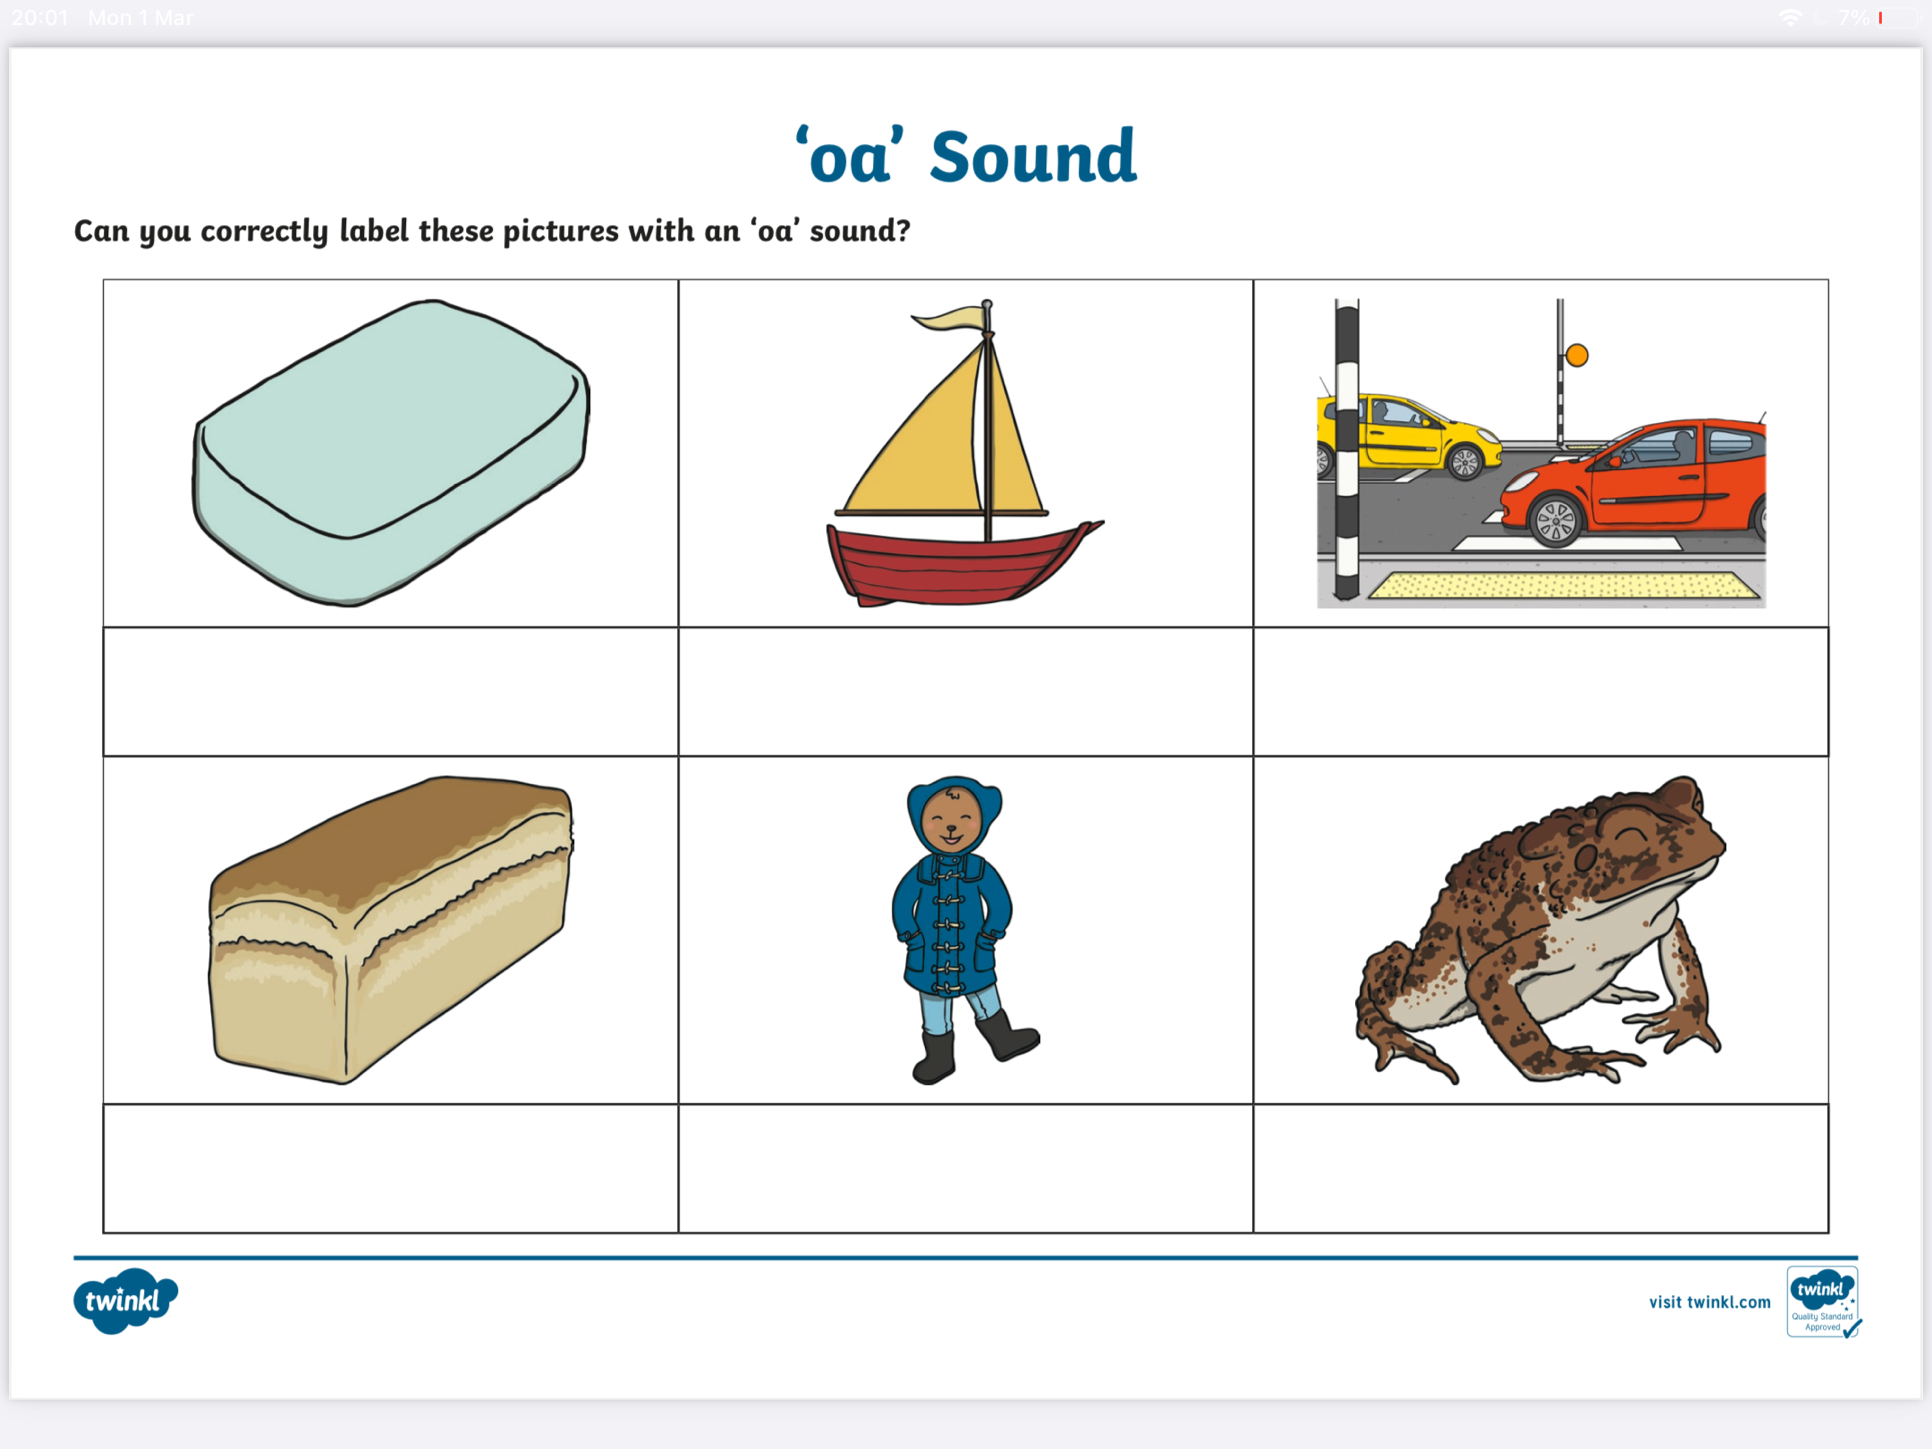 20:01 Mon 1 Mar
7%
‘oa’ Sound
Can you correctly label these pictures with an ‘oa’ sound?
twinkl
visit twinkl.com
twinkl
Quality Standard
Approved